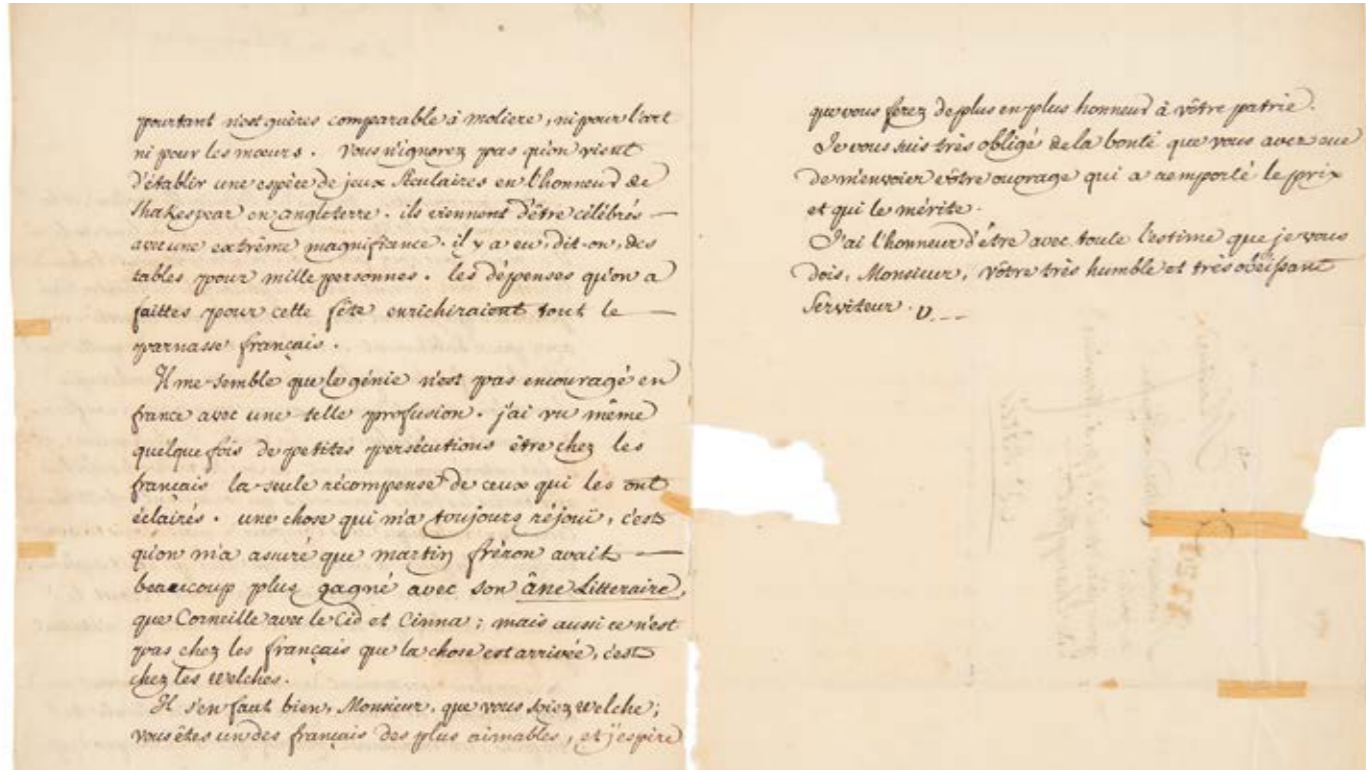 pourtant n'est guères comparable à moliere, ni pour l'art
ni pour les mœurs. Vous n'ignorez pas qu'on vient
d'établir une espèce de jeux séculaires en l'honneur de
Shakespear en angleterre. ils viennent d'être célébrés —
avec une extrême magnificence. il y a eu, dit-on, des
tables pour mille personnes. les dépenses qu'on a
faittes pour cette fête enrichiraient tout le —
parnasse français.
Il me semble que le génie n'est pas encouragé en
france avec une telle profusion. j'ai vu même
quelque fois de petites persécutions être chez les
français la seule récompense de ceux qui les ont
éclairés. une chose qui m'a toujours réjouï, c'est
qu'on m'a assuré que martin fréron avait —
beaucoup plus gagné avec son âne Litteraire,
que Corneille avec le Cid et Cinna; mais aussi ce n'est
pas chez les français que la chose est arrivée, c'est
chez les welches.
Il s'en faut bien, Monsieur, que vous soiez welche;
vous êtes un des français des plus aimables, et j'espère
que vous ferez de plus en plus honneur à vôtre patrie.
Je vous suis très obligé de la bonté que vous avez eue
de m'envoier vôtre ouvrage qui a remporté le prix
et qui le mérite.
J'ai l'honneur d'être avec toute l'estime que je vous
dois, Monsieur, vôtre très humble et très obéissant
serviteur. V.---